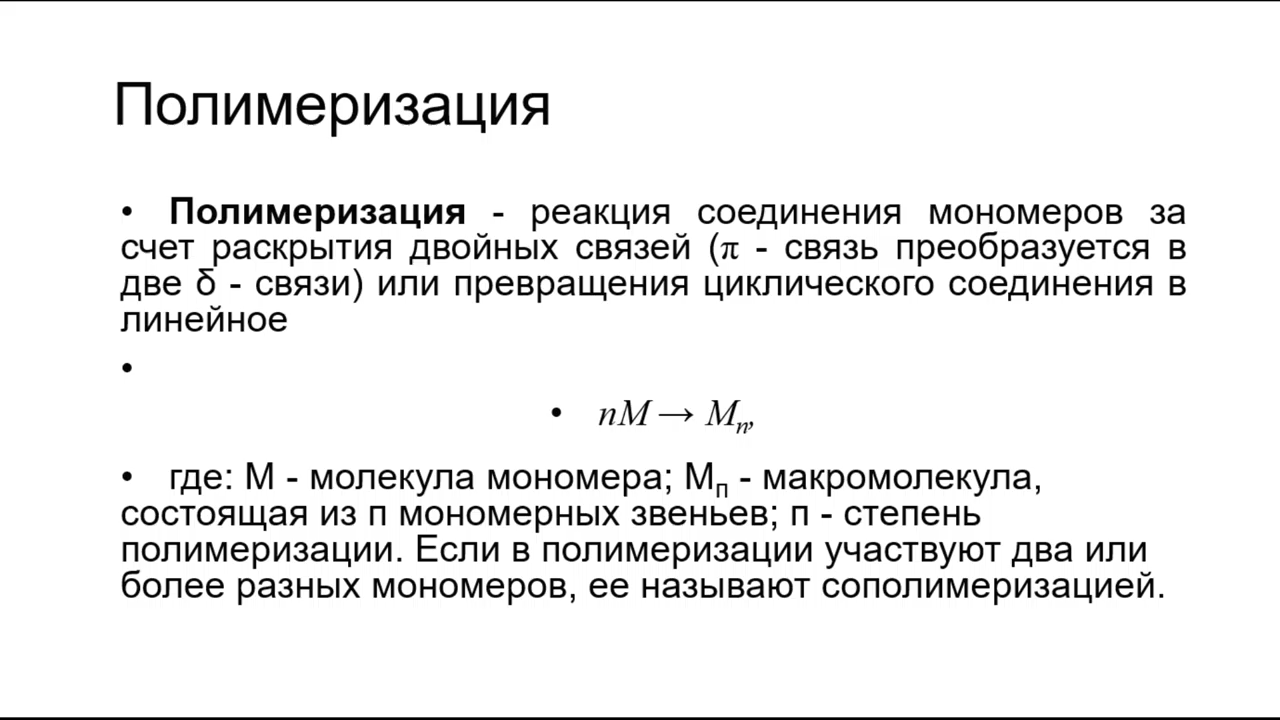 Полимеризация
• Полимеризация - реакция соединения мономеров за
счет раскрытия двойных связей (π - связь преобразуется в
две δ - связи) или превращения циклического соединения в
линейное
•
• nM → Mn,
• где: М - молекула мономера; Мп - макромолекула,
состоящая из п мономерных звеньев; п - степень
полимеризации. Если в полимеризации участвуют два или
более разных мономеров, ее называют сополимеризацией.